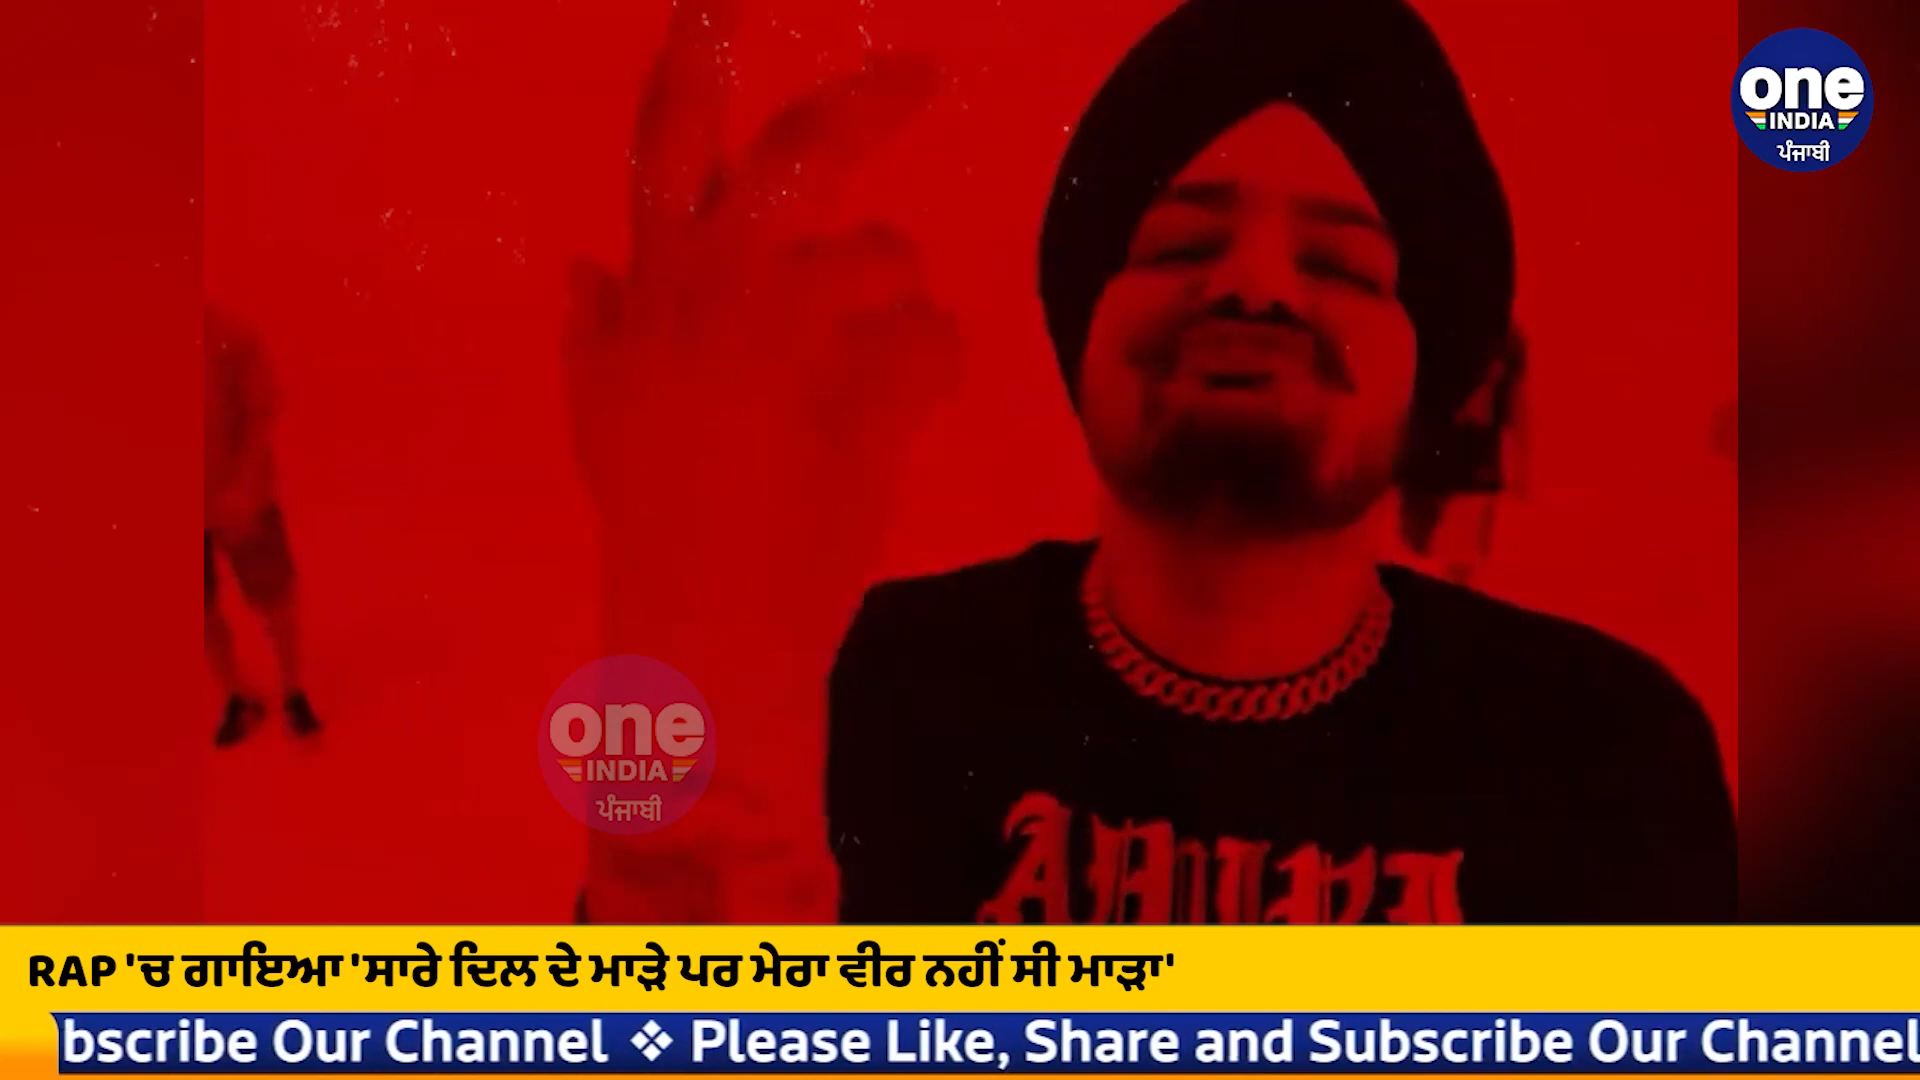 one
INDIA
ਪੰਜਾਬੀ
one
INDIA
ਪੰਜਾਬੀ
RAP 'ਚ ਗਾਇਆ 'ਸਾਰੇ ਦਿਲ ਦੇ ਮਾੜੇ ਪਰ ਮੇਰਾ ਵੀਰ ਨਹੀਂ ਸੀ ਮਾੜਾ'
bscribe Our Channel ❖ Please Like, Share and Subscribe Our Channel